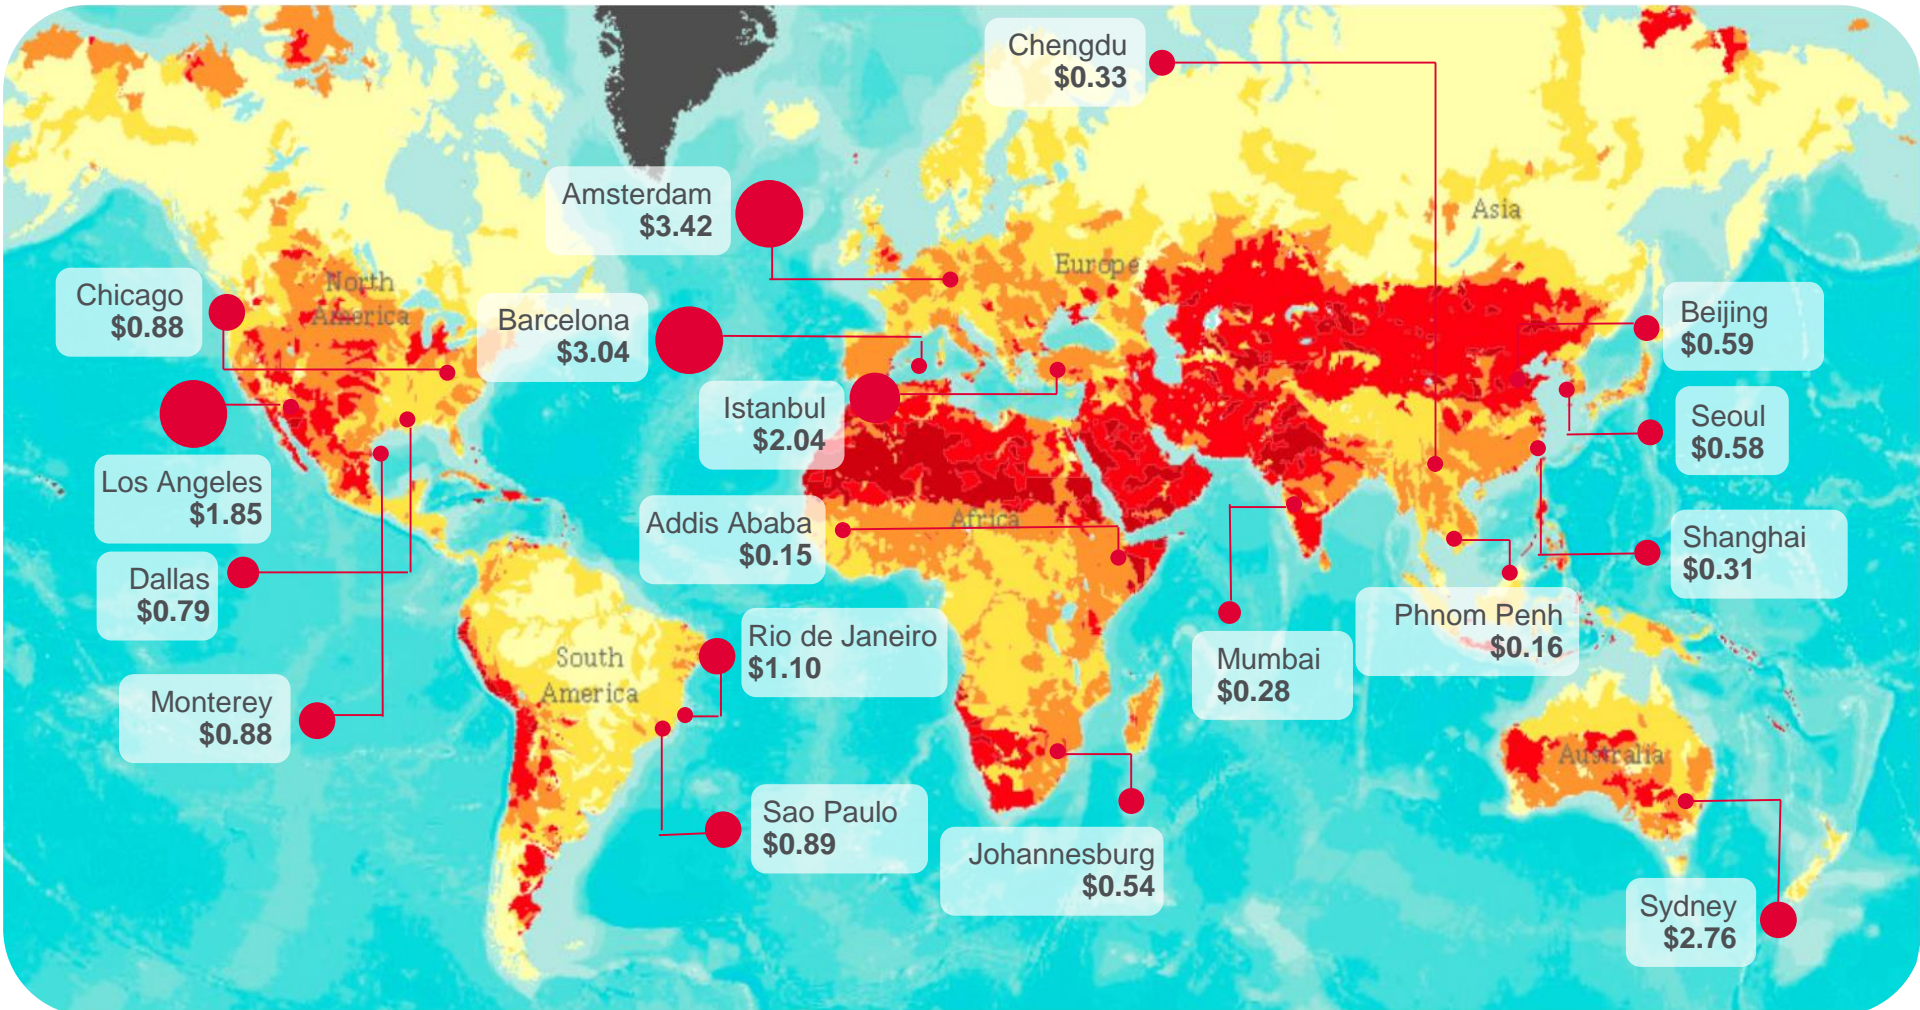 Chengdu
$0.33
Amsterdam
$3.42
Asia
Europe
North
America
Chicago
$0.88
Barcelona
$3.04
Beijing
$0.59
Istanbul
$2.04
Seoul
$0.58
Los Angeles
$1.85
Addis Ababa
$0.15
Africa
Shanghai
$0.31
Dallas
$0.79
Rio de Janeiro
$1.10
Phnom Penh
$0.16
South
America
Mumbai
$0.28
Monterey
$0.88
Australia
Sao Paulo
$0.89
Johannesburg
$0.54
Sydney
$2.76